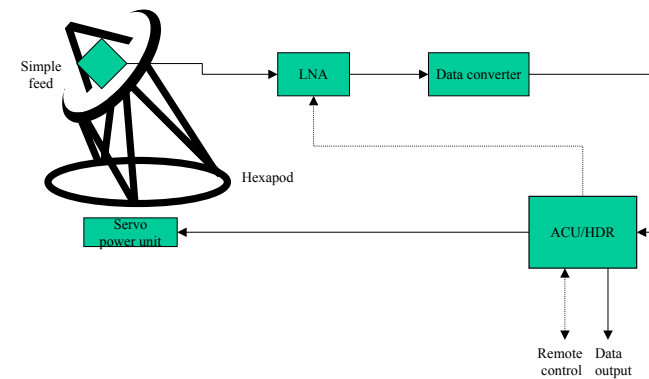 Simple
feed
LNA
Data converter
Hexapod
Servo
power unit
ACU/HDR
Remote
control
Data
output